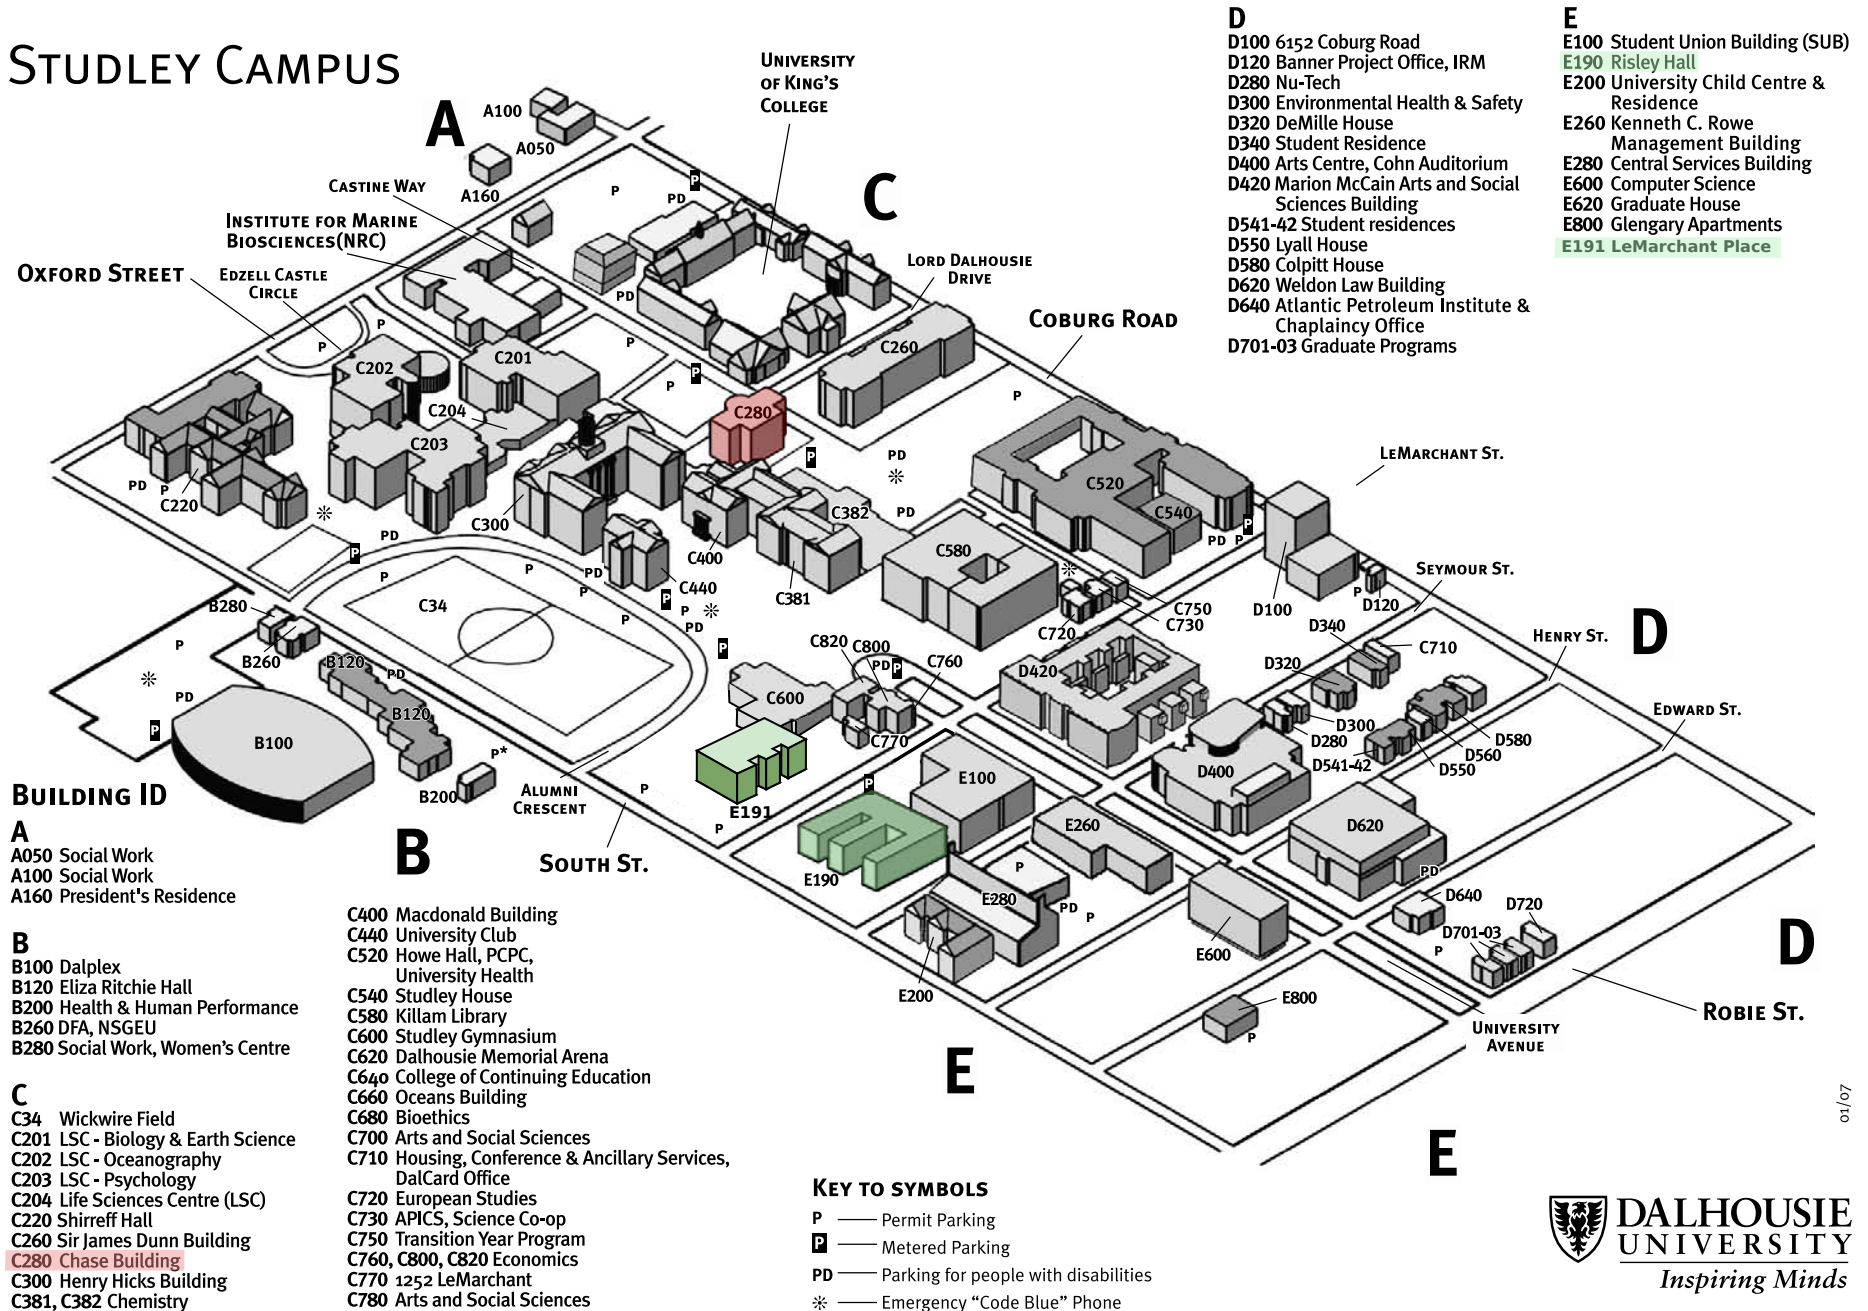 STUDLEY CAMPUS
A
A100
A050
A160
CASTINE WAY
INSTITUTE FOR MARINE
BIOSCIENCES(NRC)
OXFORD STREET
EDZELL CASTLE
CIRCLE
UNIVERSITY
OF KING'S
COLLEGE
C
LORD DALHOUSIE
DRIVE
COBURG ROAD
LEMARCHANT ST.
SEYMOUR ST.
HENRY ST.
D
EDWARD ST.
D
ROBIE ST.
UNIVERSITY
AVENUE
ALUMNI
CRESCENT
SOUTH ST.
B
E
E
P
PD
P
PD
P
P
P
P
P
P
P
PD
PD
P
PD
P
PD
P
PD
P
PD
P
P
P
PD
P
P
PD
P
P
PD
P
PD
P
PD
P
P*
P
P
P
PD
P
P
PD
P
PD
P
P
C202
C201
C204
C203
C220
C260
C280
C300
C400
C440
C382
C381
C580
C520
C540
C34
C720
C750
C730
C710
C820
C800
C760
C600
C770
B280
B260
B120
B120
B100
B200
D100
D120
D340
D320
D300
D280
D541-42
D550
D560
D580
D420
D400
D620
D640
D720
D701-03
E191
E190
E100
E260
E280
E200
E600
E800
D
D100 6152 Coburg Road
D120 Banner Project Office, IRM
D280 Nu-Tech
D300 Environmental Health & Safety
D320 DeMille House
D340 Student Residence
D400 Arts Centre, Cohn Auditorium
D420 Marion McCain Arts and Social
Sciences Building
D541-42 Student residences
D550 Lyall House
D580 Colpitt House
D620 Weldon Law Building
D640 Atlantic Petroleum Institute &
Chaplaincy Office
D701-03 Graduate Programs
E
E100 Student Union Building (SUB)
E190 Risley Hall
E200 University Child Centre &
Residence
E260 Kenneth C. Rowe
Management Building
E280 Central Services Building
E600 Computer Science
E620 Graduate House
E800 Glengary Apartments
E191 LeMarchant Place
BUILDING ID
A
A050 Social Work
A100 Social Work
A160 President's Residence
B
B100 Dalplex
B120 Eliza Ritchie Hall
B200 Health & Human Performance
B260 DFA, NSGEU
B280 Social Work, Women's Centre
C
C34 Wickwire Field
C201 LSC - Biology & Earth Science
C202 LSC - Oceanography
C203 LSC - Psychology
C204 Life Sciences Centre (LSC)
C220 Shirreff Hall
C260 Sir James Dunn Building
C280 Chase Building
C300 Henry Hicks Building
C381, C382 Chemistry
C400 Macdonald Building
C440 University Club
C520 Howe Hall, PCPC,
University Health
C540 Studley House
C580 Killam Library
C600 Studley Gymnasium
C620 Dalhousie Memorial Arena
C640 College of Continuing Education
C660 Oceans Building
C680 Bioethics
C700 Arts and Social Sciences
C710 Housing, Conference & Ancillary Services,
DalCard Office
C720 European Studies
C730 APICS, Science Co-op
C750 Transition Year Program
C760, C800, C820 Economics
C770 1252 LeMarchant
C780 Arts and Social Sciences
KEY TO SYMBOLS
P Permit Parking
P Metered Parking
PD Parking for people with disabilities
Emergency "Code Blue" Phone
01/07
DALHOUSIE
UNIVERSITY
Inspiring Minds